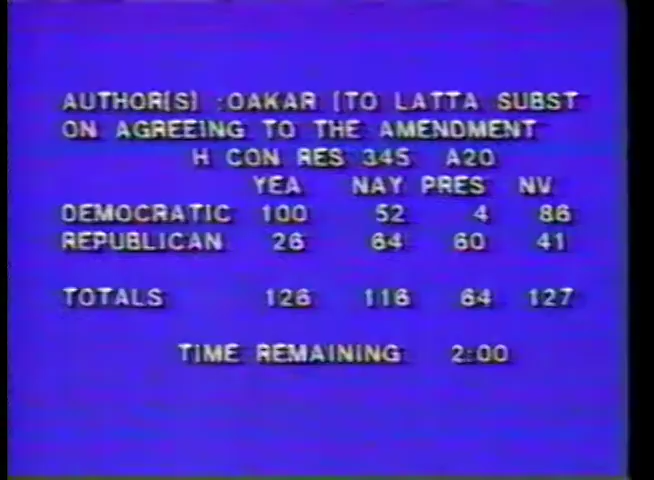 AUTHOR(S) :OAKAR (TO LATTA SUBST
ON AGREEING TO THE AMENDMENT
H CON RES 345 A20
YEA NAY PRES NV
DEMOCRATIC 100 52 4 86
REPUBLICAN 26 64 60 41
TOTALS 126 116 64 127
TIME REMAINING 2:00